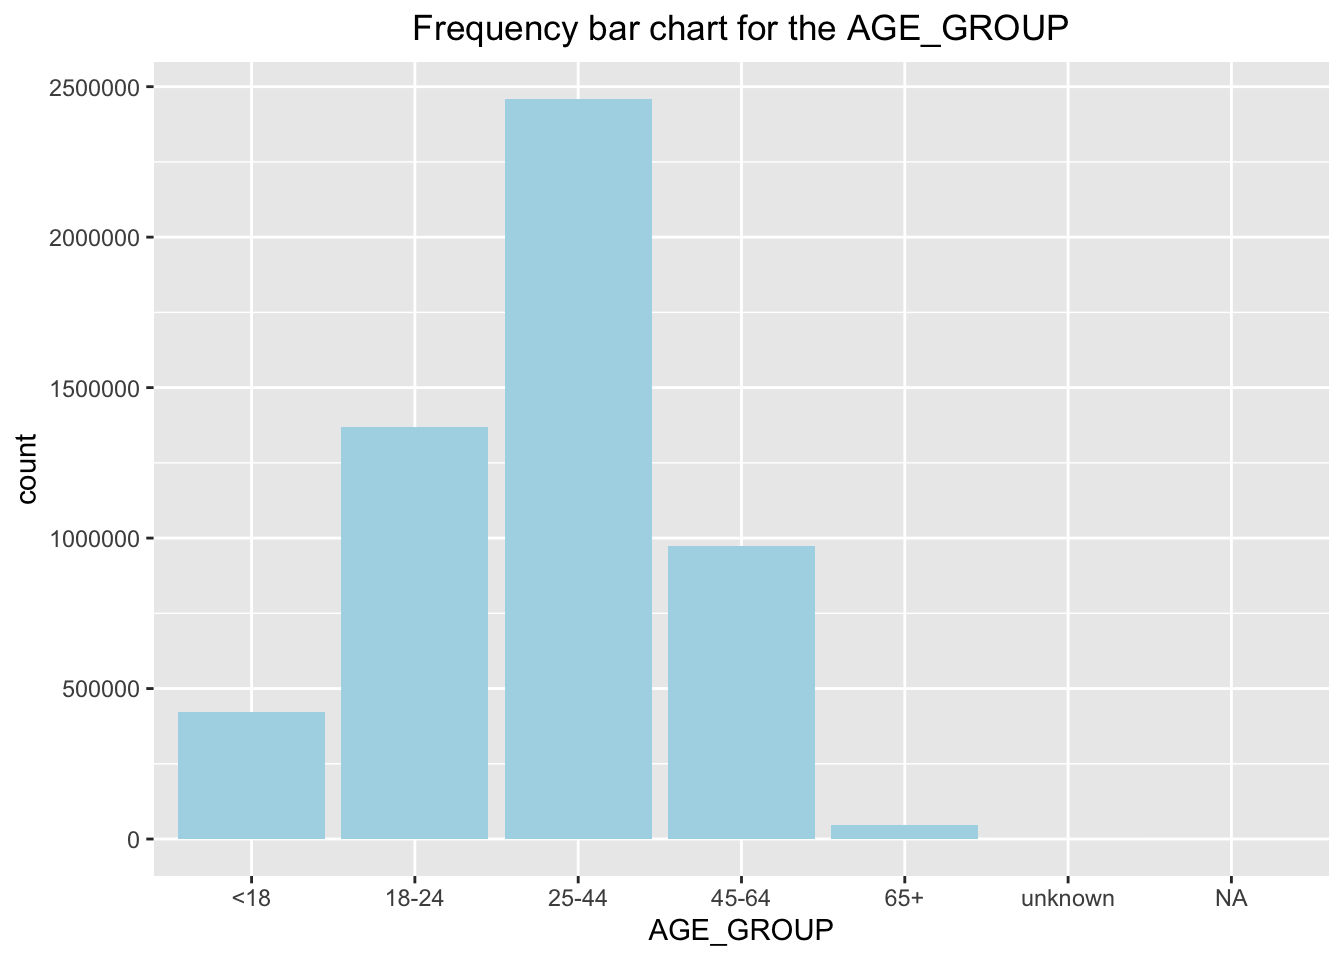 Frequency bar chart for the AGE_GROUP
2500000
2000000
1500000
1000000
500000
0
count
<18 18-24 25-44 45-64 65+ unknown NA
AGE_GROUP